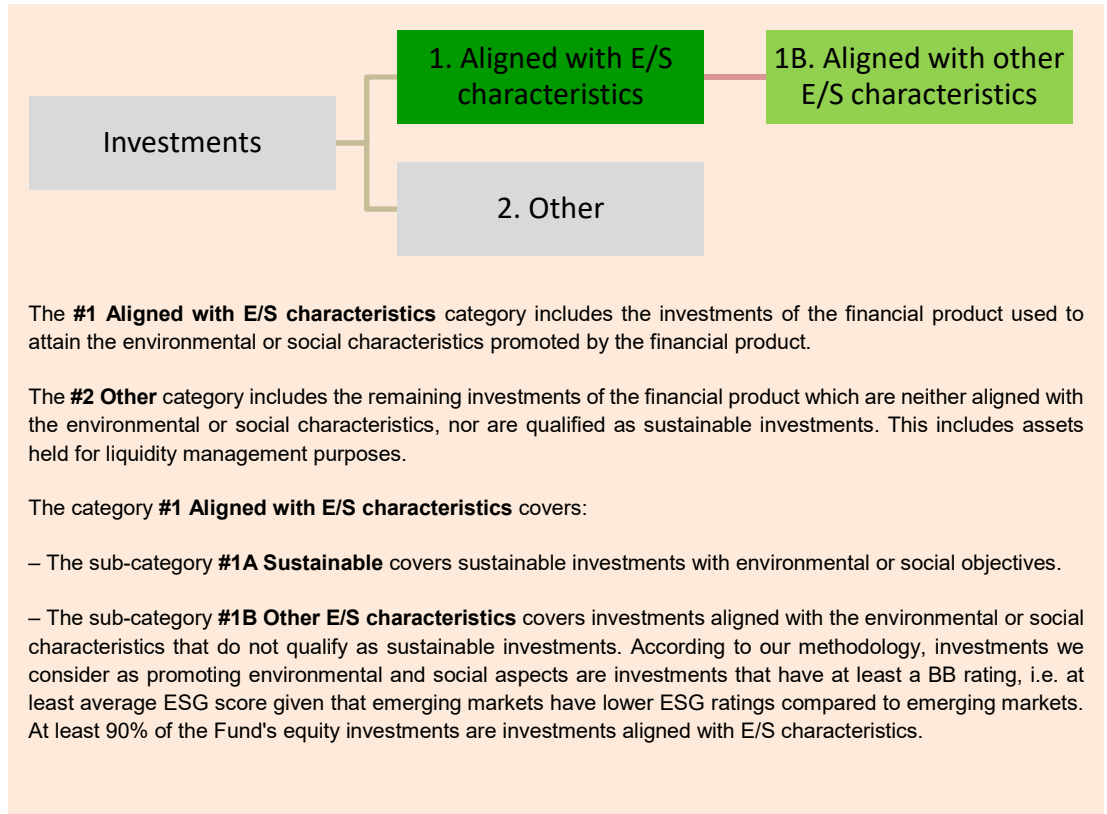 1. Aligned with E/S
characteristics
1B. Aligned with other
E/S characteristics
Investments
2. Other
The #1 Aligned with E/S characteristics category includes the investments of the financial product used to
attain the environmental or social characteristics promoted by the financial product.
The #2 Other category includes the remaining investments of the financial product which are neither aligned with
the environmental or social characteristics, nor are qualified as sustainable investments. This includes assets
held for liquidity management purposes.
The category #1 Aligned with E/S characteristics covers:
– The sub-category #1A Sustainable covers sustainable investments with environmental or social objectives.
– The sub-category #1B Other E/S characteristics covers investments aligned with the environmental or social
characteristics that do not qualify as sustainable investments. According to our methodology, investments we
consider as promoting environmental and social aspects are investments that have at least a BB rating, i.e. at
least average ESG score given that emerging markets have lower ESG ratings compared to emerging markets.
At least 90% of the Fund's equity investments are investments aligned with E/S characteristics.